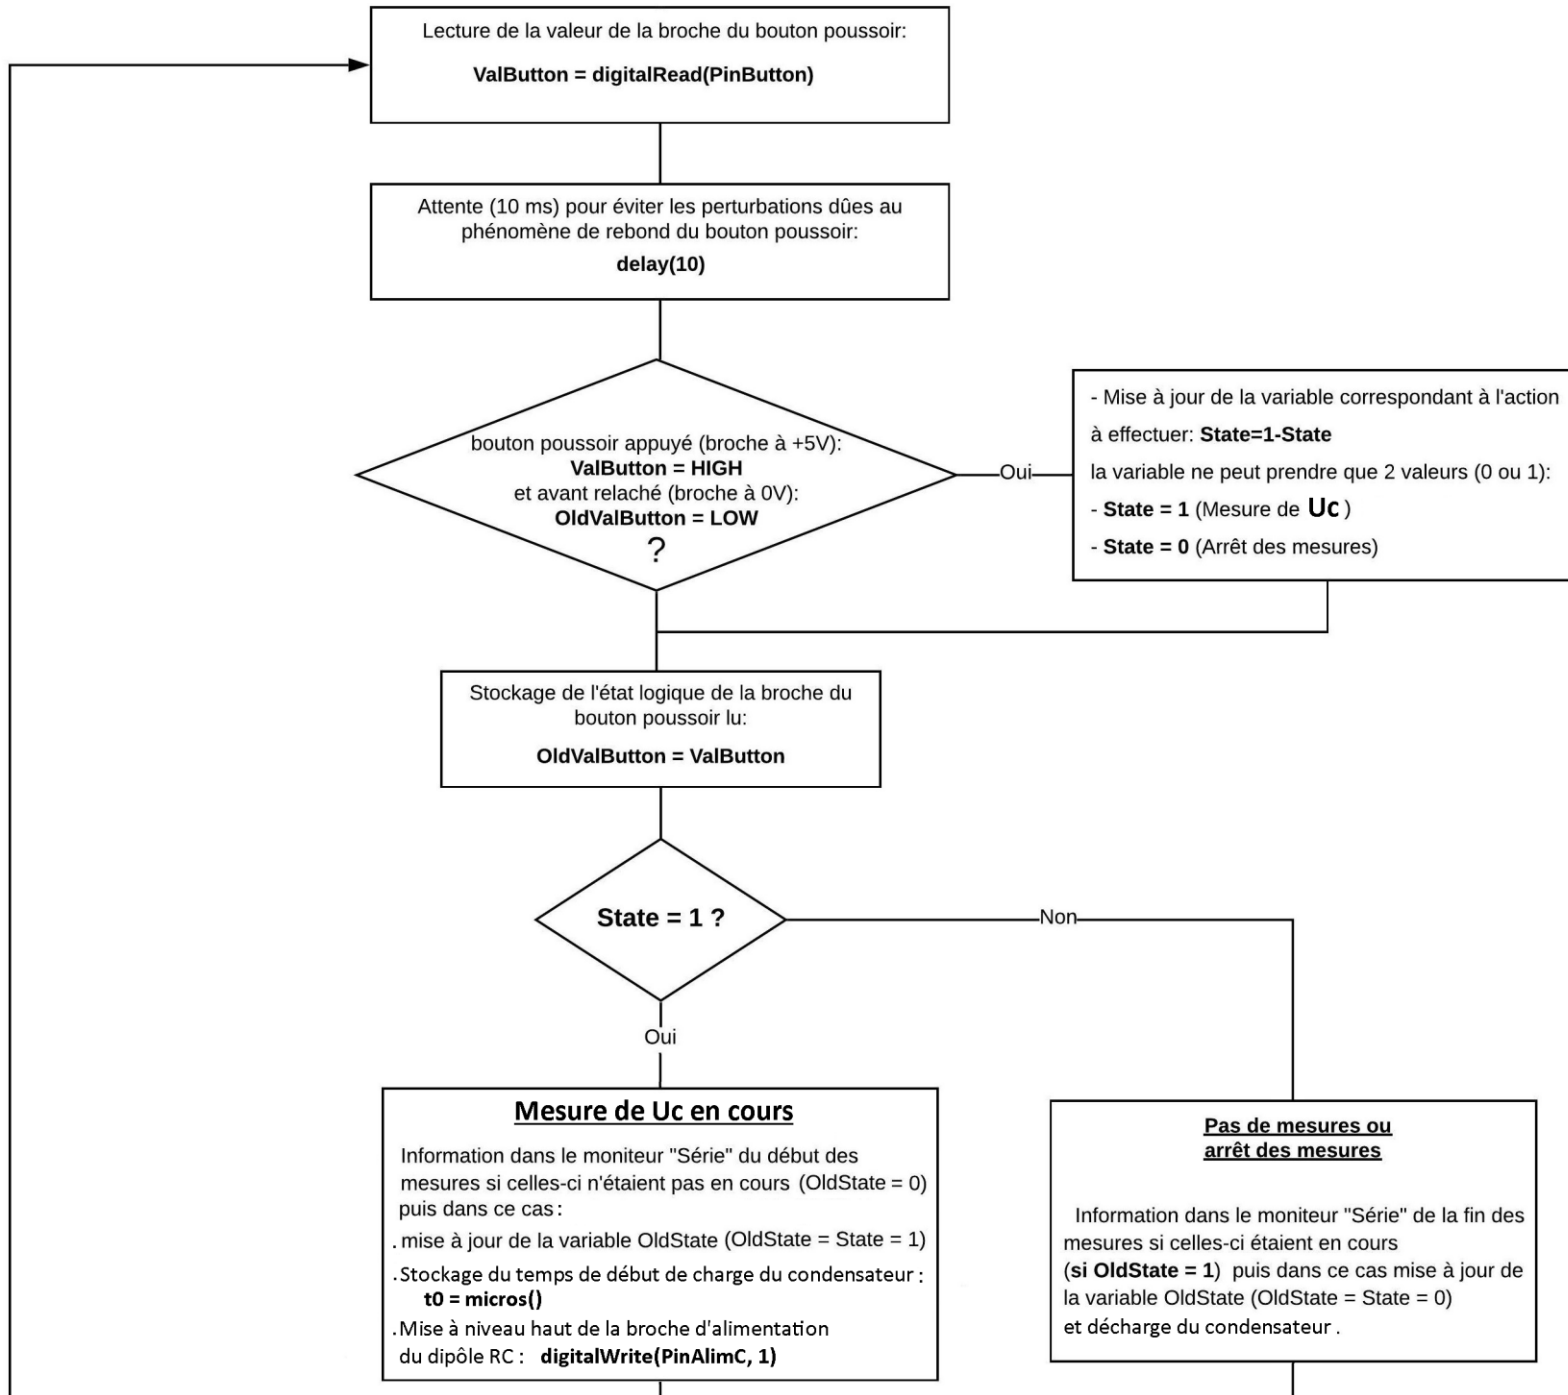 Lecture de la valeur de la broche du bouton poussoir:
ValButton = digitalRead(PinButton)
Attente (10 ms) pour éviter les perturbations dûes au
phénomène de rebond du bouton poussoir:
delay(10)
bouton poussoir appuyé (broche à +5V):
ValButton = HIGH
et avant relaché (broche à 0V):
OldValButton = LOW
?
Oui
- Mise à jour de la variable correspondant à l'action
à effectuer: State=1-State
la variable ne peut prendre que 2 valeurs (0 ou 1):
- State = 1 (Mesure de Uc )
- State = 0 (Arrêt des mesures)
Stockage de l'état logique de la broche du
bouton poussoir lu:
OldValButton = ValButton
State = 1 ?
Non
Oui
Mesure de Uc en cours
Information dans le moniteur "Série" du début des
mesures si celles-ci n'étaient pas en cours (OldState = 0)
puis dans ce cas :
. mise à jour de la variable OldState (OldState = State = 1)
. Stockage du temps de début de charge du condensateur :
t0 = micros()
. Mise à niveau haut de la broche d'alimentation
du dipôle RC : digitalWrite(PinAlimC, 1)
Pas de mesures ou
arrêt des mesures
Information dans le moniteur "Série" de la fin des
mesures si celles-ci étaient en cours
(si OldState = 1) puis dans ce cas mise à jour de
la variable OldState (OldState = State = 0)
et décharge du condensateur .